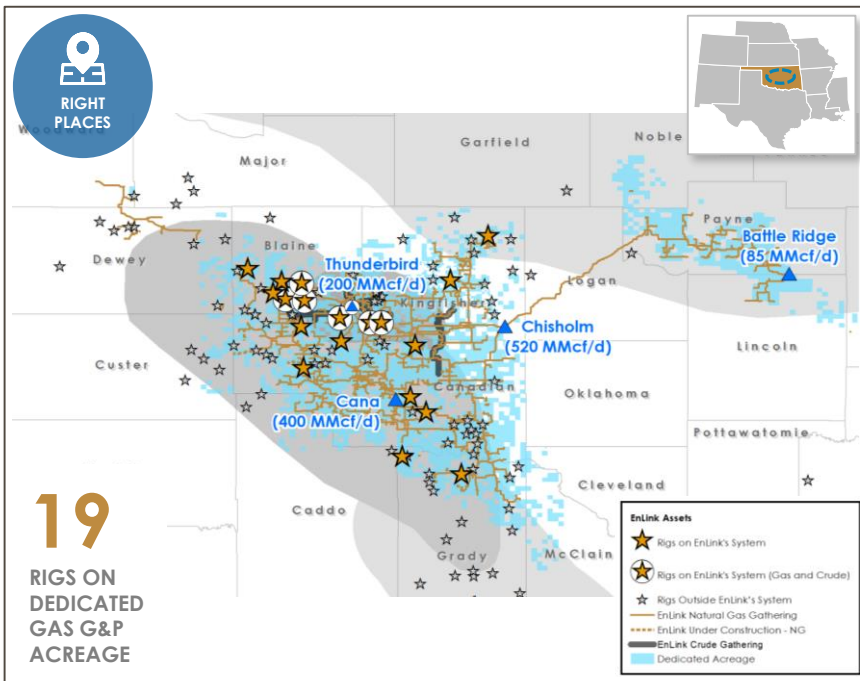 RIGHT
PLACES
Woodward
Major
Garfield
Noble
Payne
Battle Ridge
(85 MMcf/d)
Dewey
Blaine
Thunderbird
(200 MMcf/d)
Kingfisher
Logan
Chisholm
(520 MMcf/d)
Lincoln
Custer
Canadian
Oklahoma
Cana
(400 MMcf/d)
Pottawatomie
Cleveland
Caddo
Grady
McClain
19
RIGS ON
DEDICATED
GAS G&P
ACREAGE
EnLink Assets
Rigs on EnLink's System
Rigs on EnLink's System (Gas and Crude)
Rigs Outside EnLink's System
EnLink Natural Gas Gathering
EnLink Under Construction - NG
EnLink Crude Gathering
Dedicated Acreage